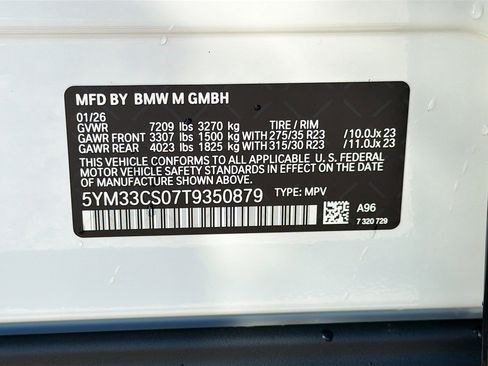 MFD BY BMW M GMBH
01/26
GVWR 7209 lbs 3270 kg TIRE / RIM
GAWR FRONT 3307 lbs 1500 kg WITH 275/35 R23 / 10.0Jx 23
GAWR REAR 4023 lbs 1825 kg WITH 315/30 R23 / 11.0Jx 23
THIS VEHICLE CONFORMS TO ALL APPLICABLE U. S. FEDERAL
MOTOR VEHICLE SAFETY STANDARDS IN EFFECT ON THE DATE
OF MANUFACTURE SHOWN ABOVE.
5YM33CS07T9350879 TYPE: MPV
A96
7 320 729